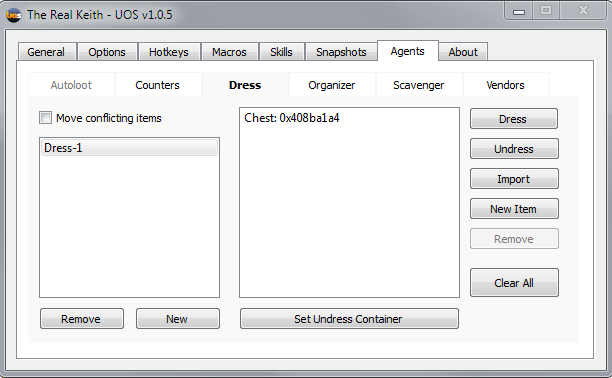 UOS The Real Keith - UOS v1.0.5
General Options Hotkeys Macros Skills Snapshots Agents About
Autoloot Counters Dress Organizer Scavenger Vendors
Move conflicting items
Dress-1
Chest: 0x408ba1a4
Dress
Undress
Import
New Item
Remove
Clear All
Remove New Set Undress Container